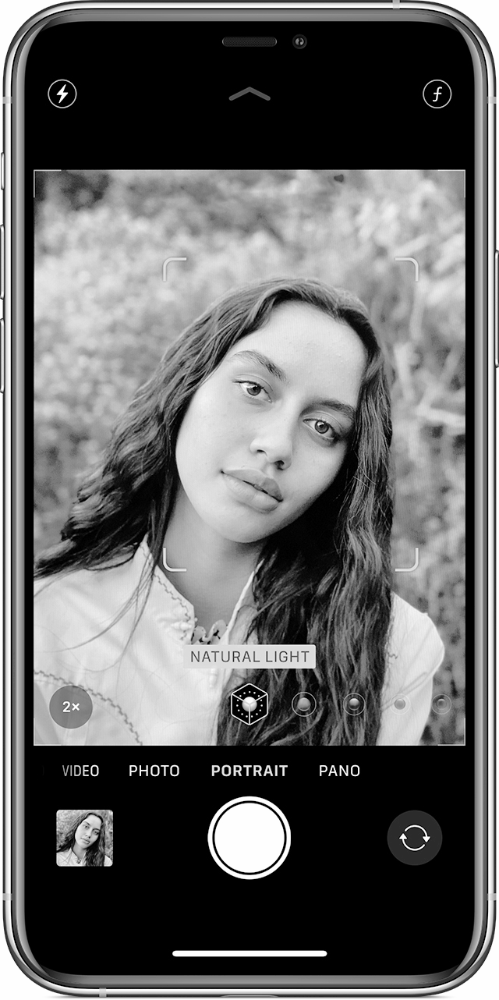 ƒ
NATURAL LIGHT
2×
VIDEO PHOTO PORTRAIT PANO